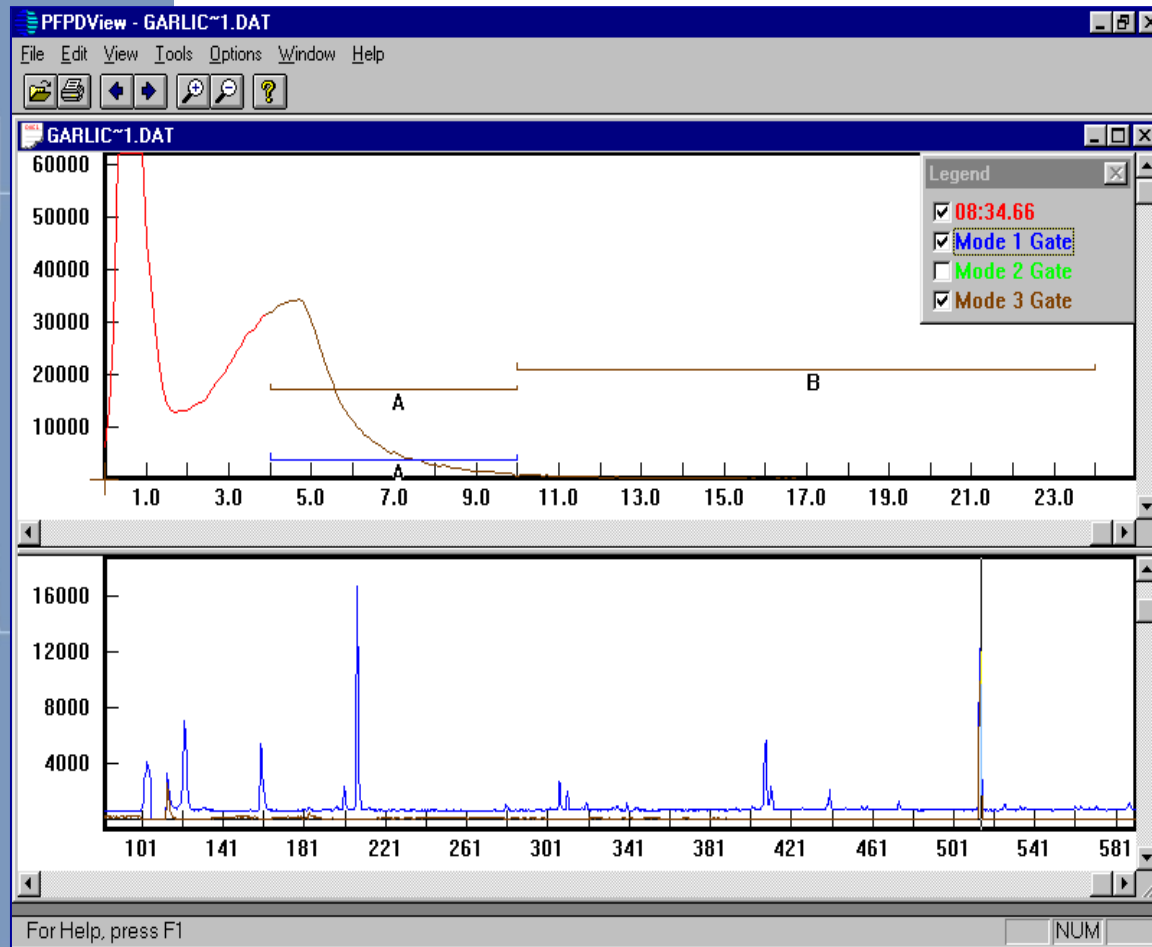 PFPDView - GARLIC~1.DAT
File Edit View Tools Options Window Help
GARLIC~1.DAT
60000
50000
40000
30000
20000
10000
Legend
08:34.66
Mode 1 Gate
Mode 2 Gate
Mode 3 Gate
B
A
A
1.0 3.0 5.0 7.0 9.0 11.0 13.0 15.0 17.0 19.0 21.0 23.0
16000
12000
8000
4000
101 141 181 221 261 301 341 381 421 461 501 541 581
For Help, press F1 NUM